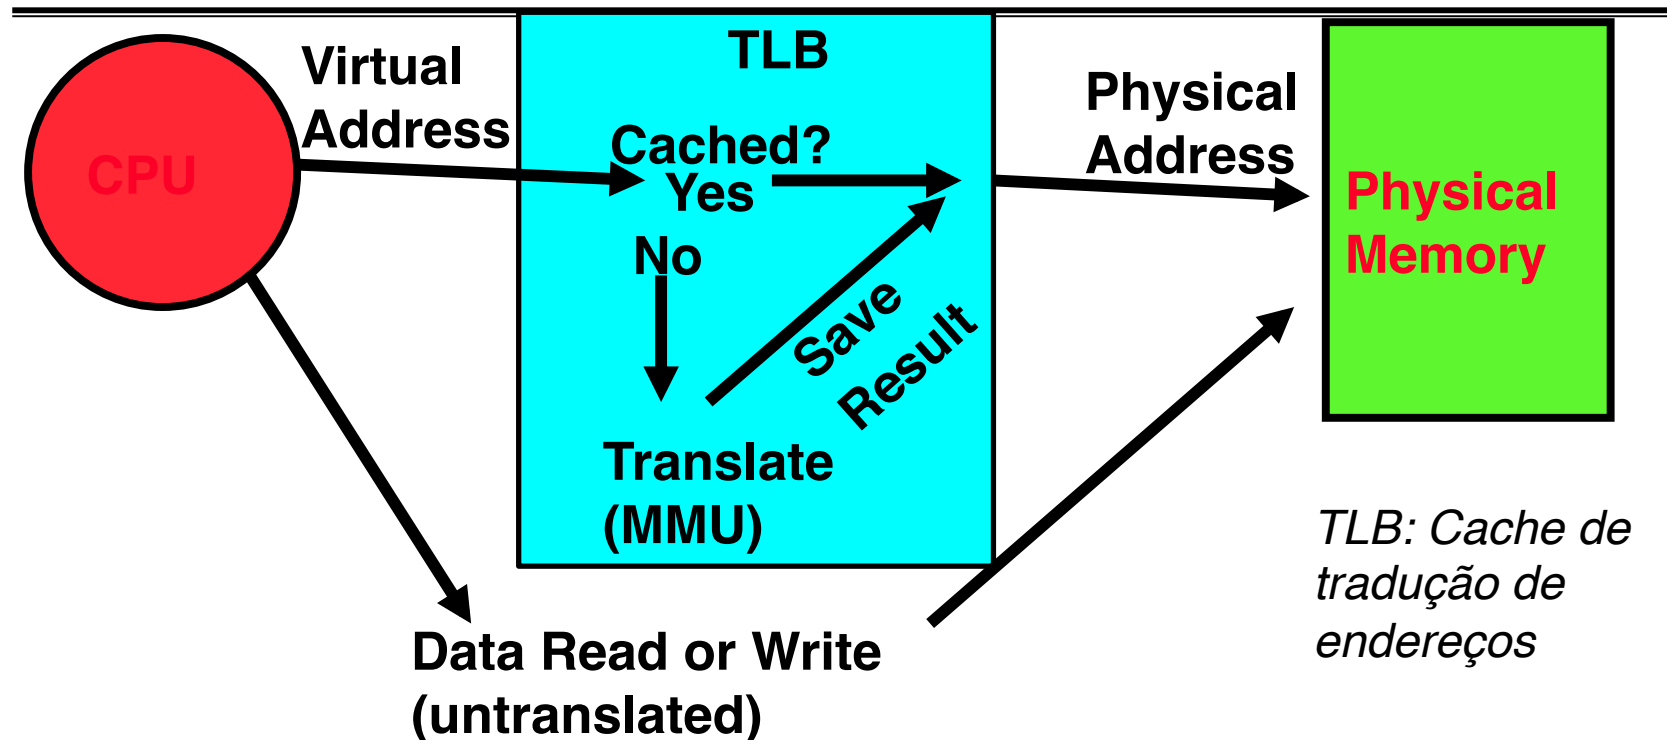 TLB
Virtual
Address
CPU
Cached?
Yes
No
Save
Result
Translate
(MMU)
Physical
Address
Physical
Memory
Data Read or Write
(untranslated)
TLB: Cache de
tradução de
endereços